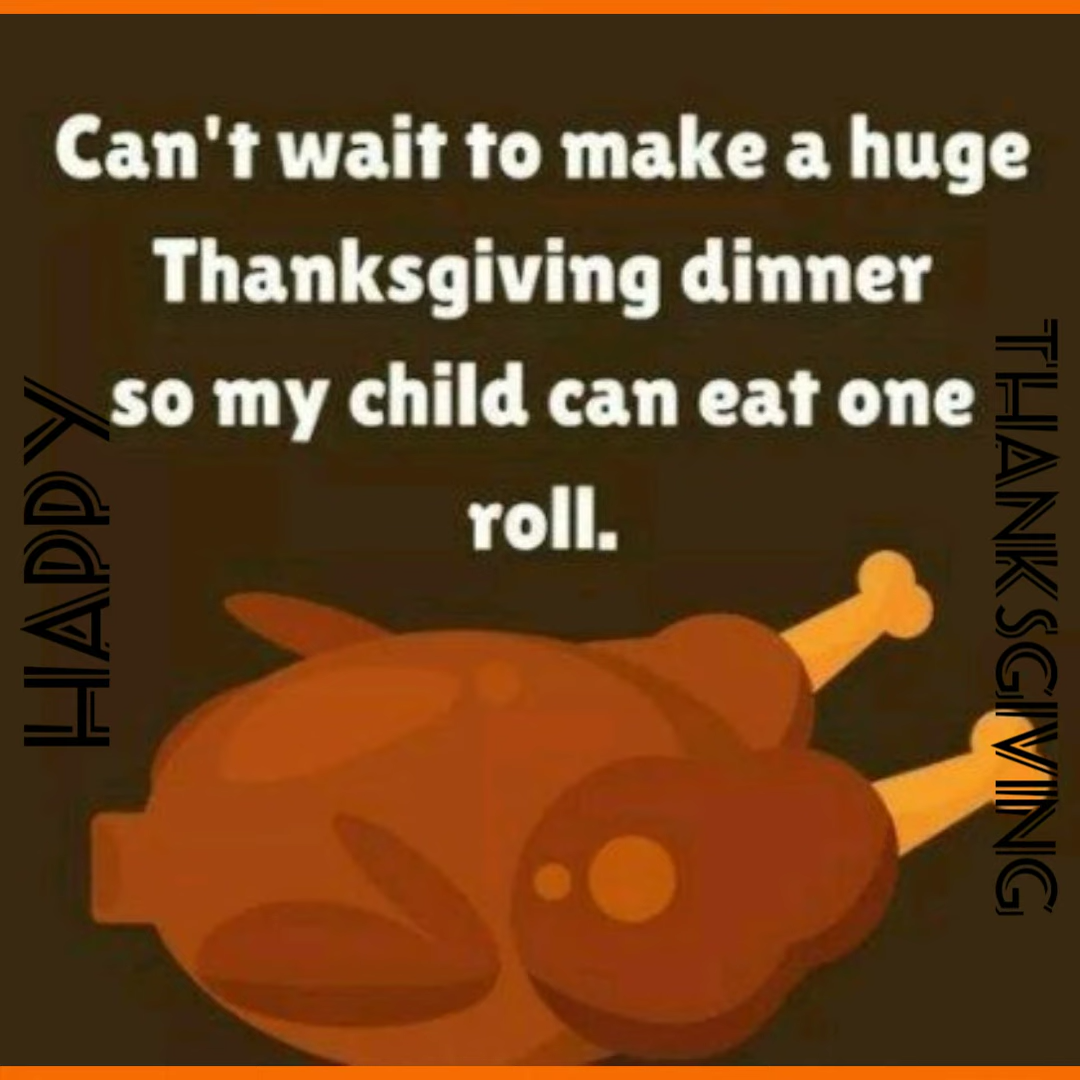 Can't wait to make a huge
Thanksgiving dinner
so my child can eat one
roll.
HAPPY
THANKSGIVING